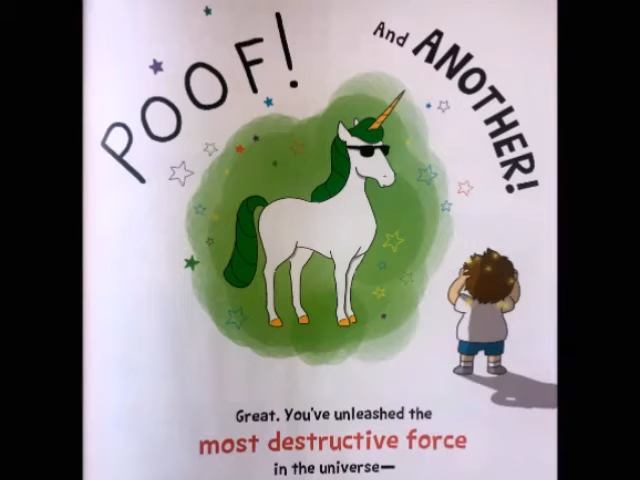 POOF!
And ANOTHER!
Great. You've unleashed the
most destructive force
in the universe—